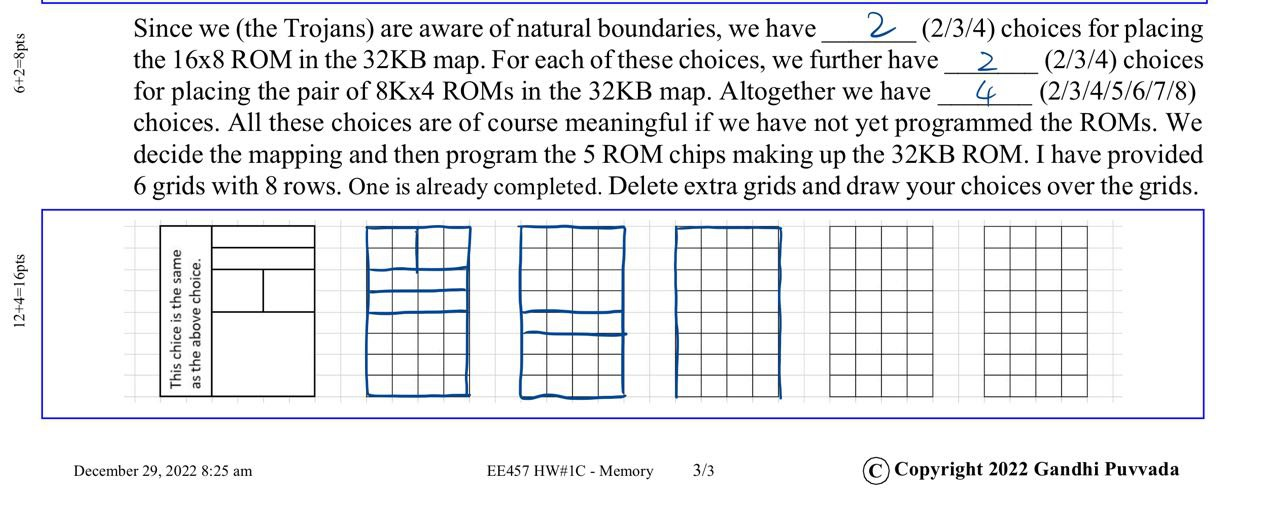 6+2=8pts
Since we (the Trojans) are aware of natural boundaries, we have 2 (2/3/4) choices for placing
the 16x8 ROM in the 32KB map. For each of these choices, we further have 2 (2/3/4) choices
for placing the pair of 8Kx4 ROMs in the 32KB map. Altogether we have 4 (2/3/4/5/6/7/8)
choices. All these choices are of course meaningful if we have not yet programmed the ROMs. We
decide the mapping and then program the 5 ROM chips making up the 32KB ROM. I have provided
6 grids with 8 rows. One is already completed. Delete extra grids and draw your choices over the grids.
12+4=16pts
This chice is the same
as the above choice.
December 29, 2022 8:25 am EE457 HW#1C - Memory 3/3 © Copyright 2022 Gandhi Puvvada